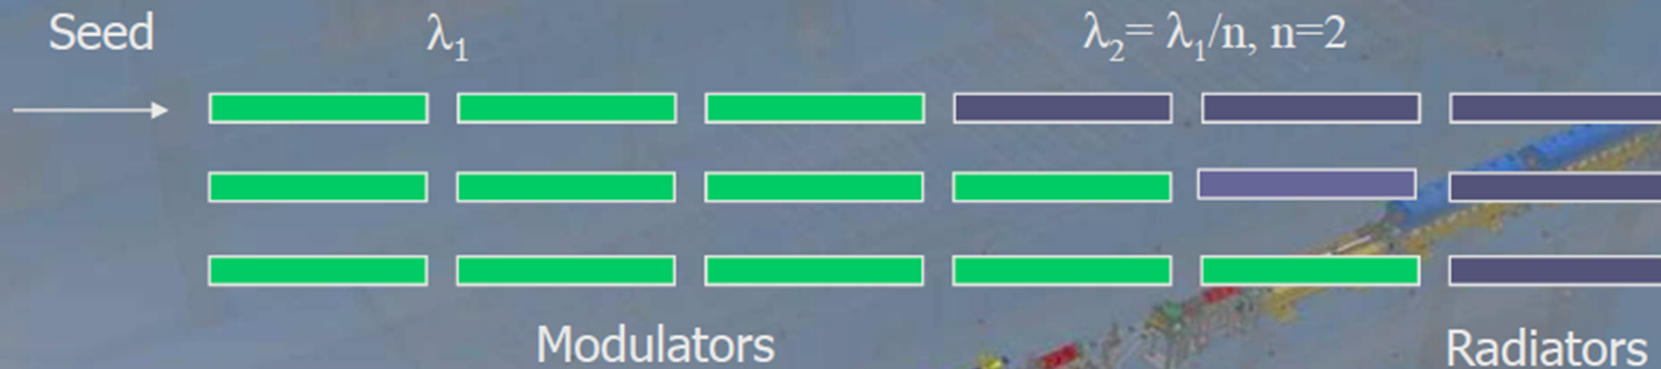 Seed
λ₁
λ₂= λ₁/n, n=2
Modulators
Radiators